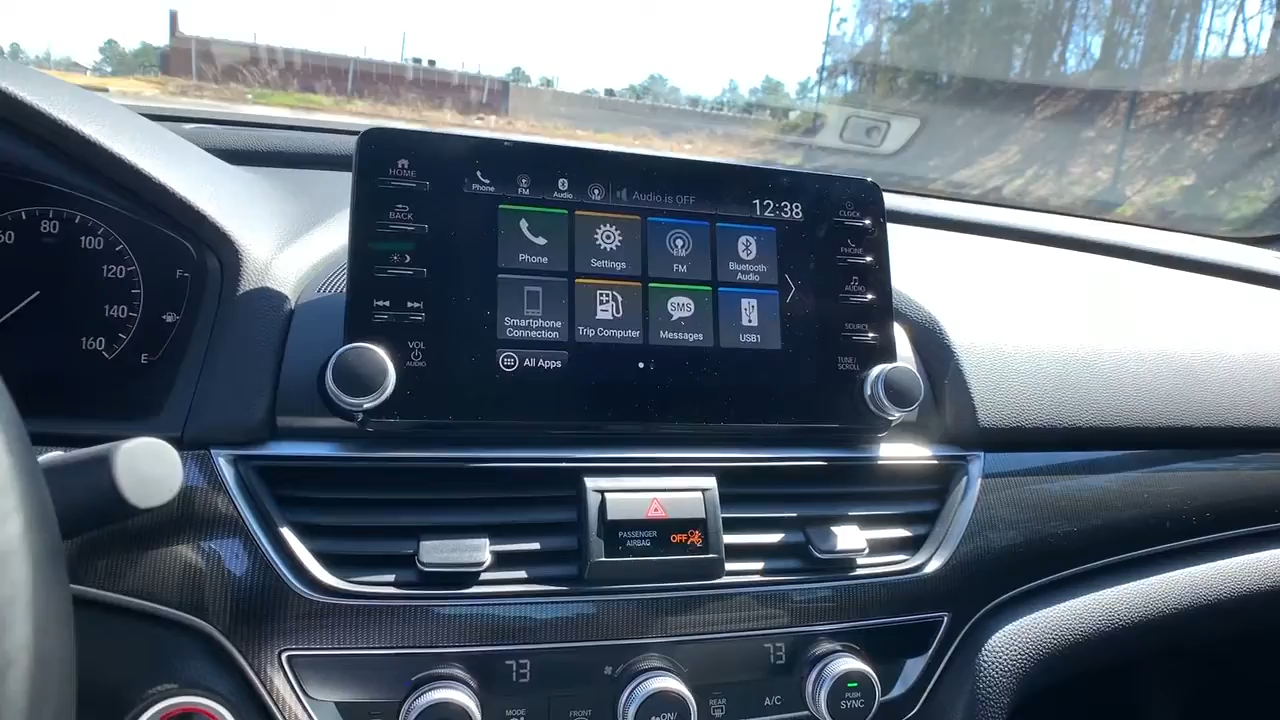 60
80
100
120
140
160
F
E
HOME
BACK
VOL
AUDIO
Phone
FM
Audio
Audio is OFF
12:38
Phone
Settings
FM
FM
Bluetooth
Audio
Smartphone
Connection
Trip Computer
SMS
Messages
USB1
All Apps
CLOCK
PHONE
AUDIO
SOURCE
TUNE/
SCROLL
PASSENGER
AIRBAG
OFF
2
73
73
MODE
FRONT
ON/
REAR
A/C
PUSH
SYNC